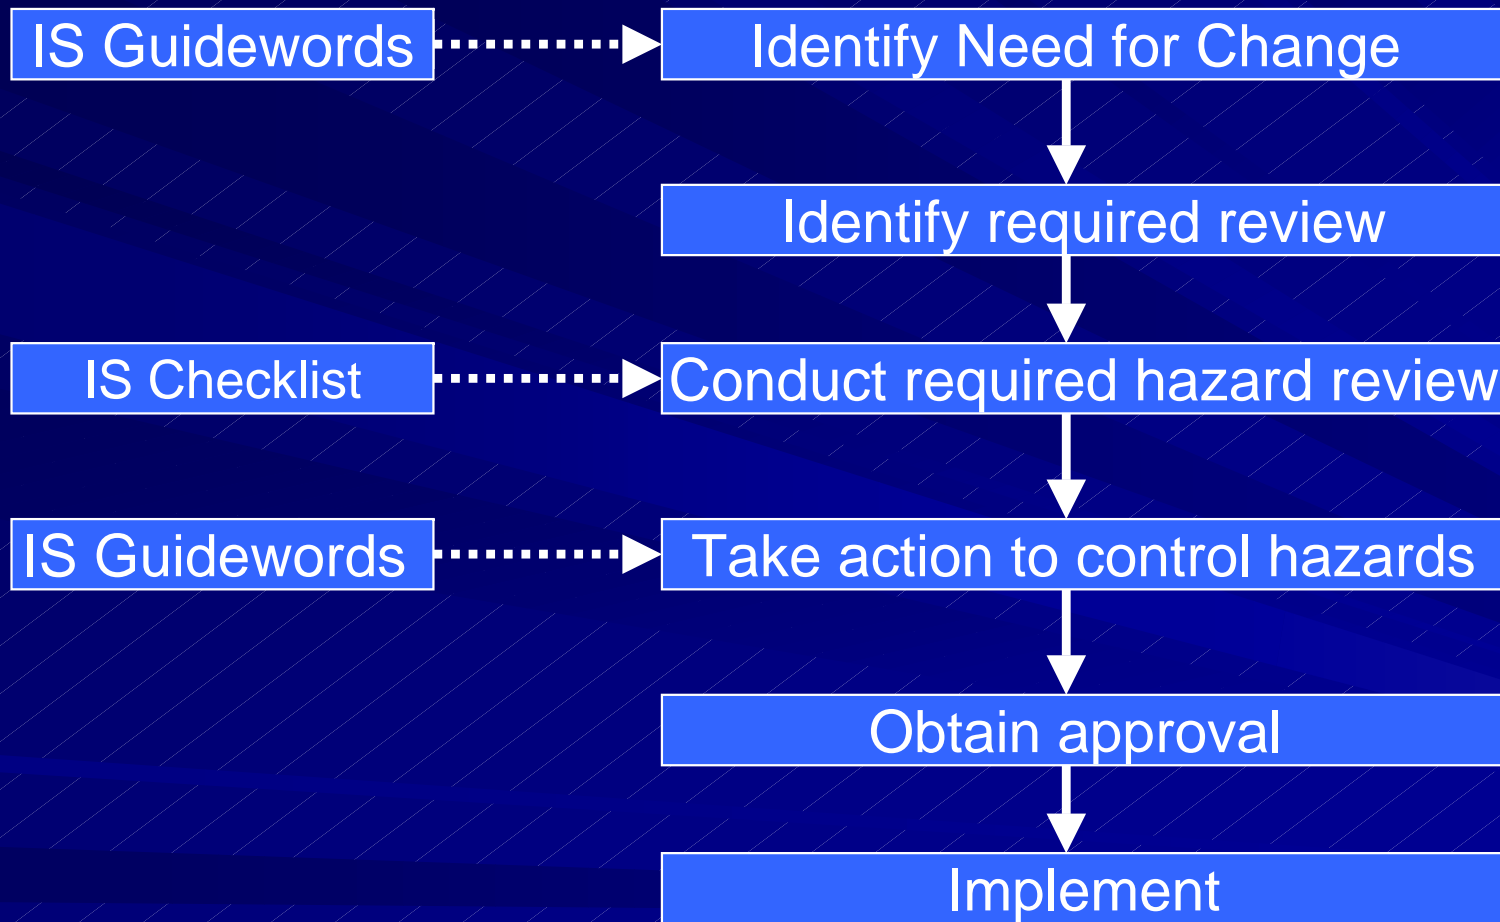 IS Guidewords
Identify Need for Change
Identify required review
IS Checklist
Conduct required hazard review
IS Guidewords
Take action to control hazards
Obtain approval
Implement